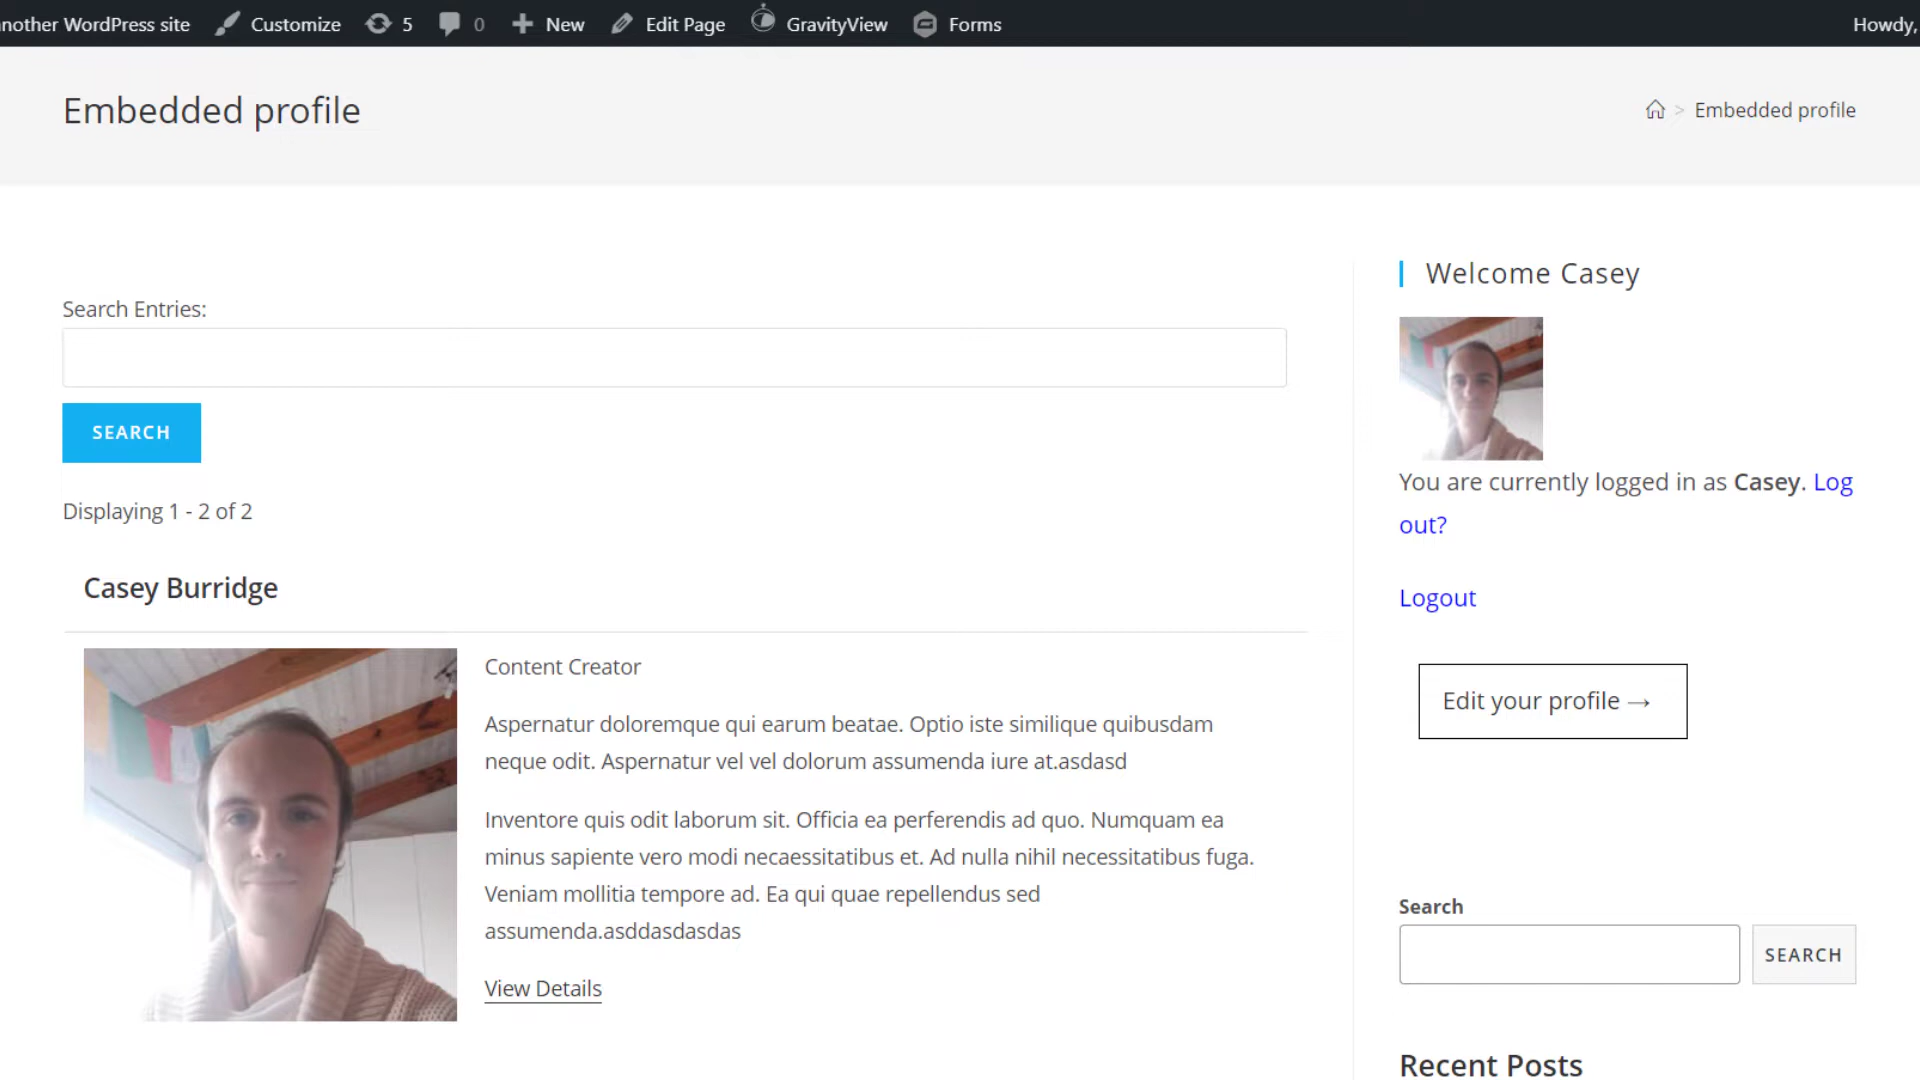 nother WordPress site Customize 5 0 New Edit Page GravityView Forms Howdy,
Embedded profile
> Embedded profile
Search Entries:
SEARCH
Displaying 1 - 2 of 2
Casey Burridge
Content Creator
Aspernatur doloremque qui earum beatae. Optio iste similique quibusdam
neque odit. Aspernatur vel vel dolorum assumenda iure at.asdasd
Inventore quis odit laborum sit. Officia ea perferendis ad quo. Numquam ea
minus sapiente vero modi necaessitatibus et. Ad nulla nihil necessitatibus fuga.
Veniam mollitia tempore ad. Ea qui quae repellendus sed
assumenda.asddasdasdas
View Details
Welcome Casey
You are currently logged in as Casey. Log
out?
Logout
Edit your profile →
Search
SEARCH
Recent Posts